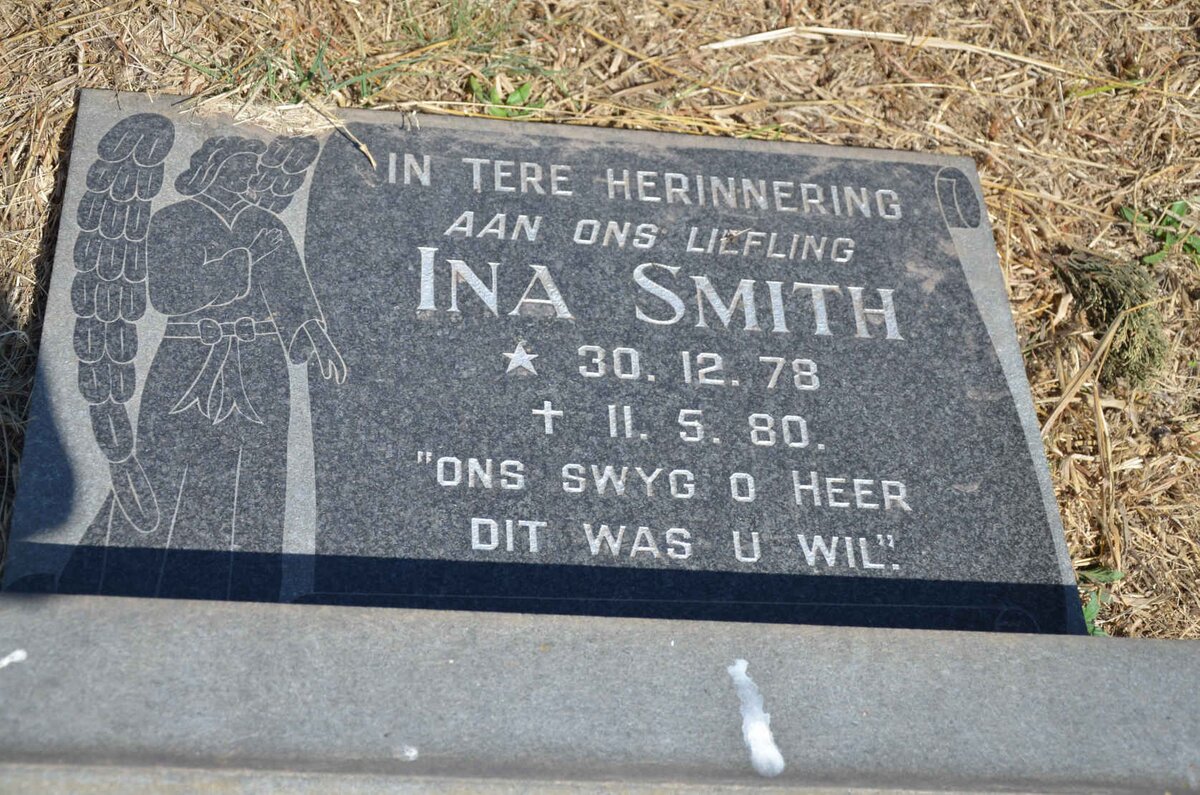 IN TERE HERINNERING
AAN ONS LIEFLING
INA SMITH
★ 30. 12. 78
✝ 11. 5. 80.
"ONS SWYG O HEER
DIT WAS U WIL".